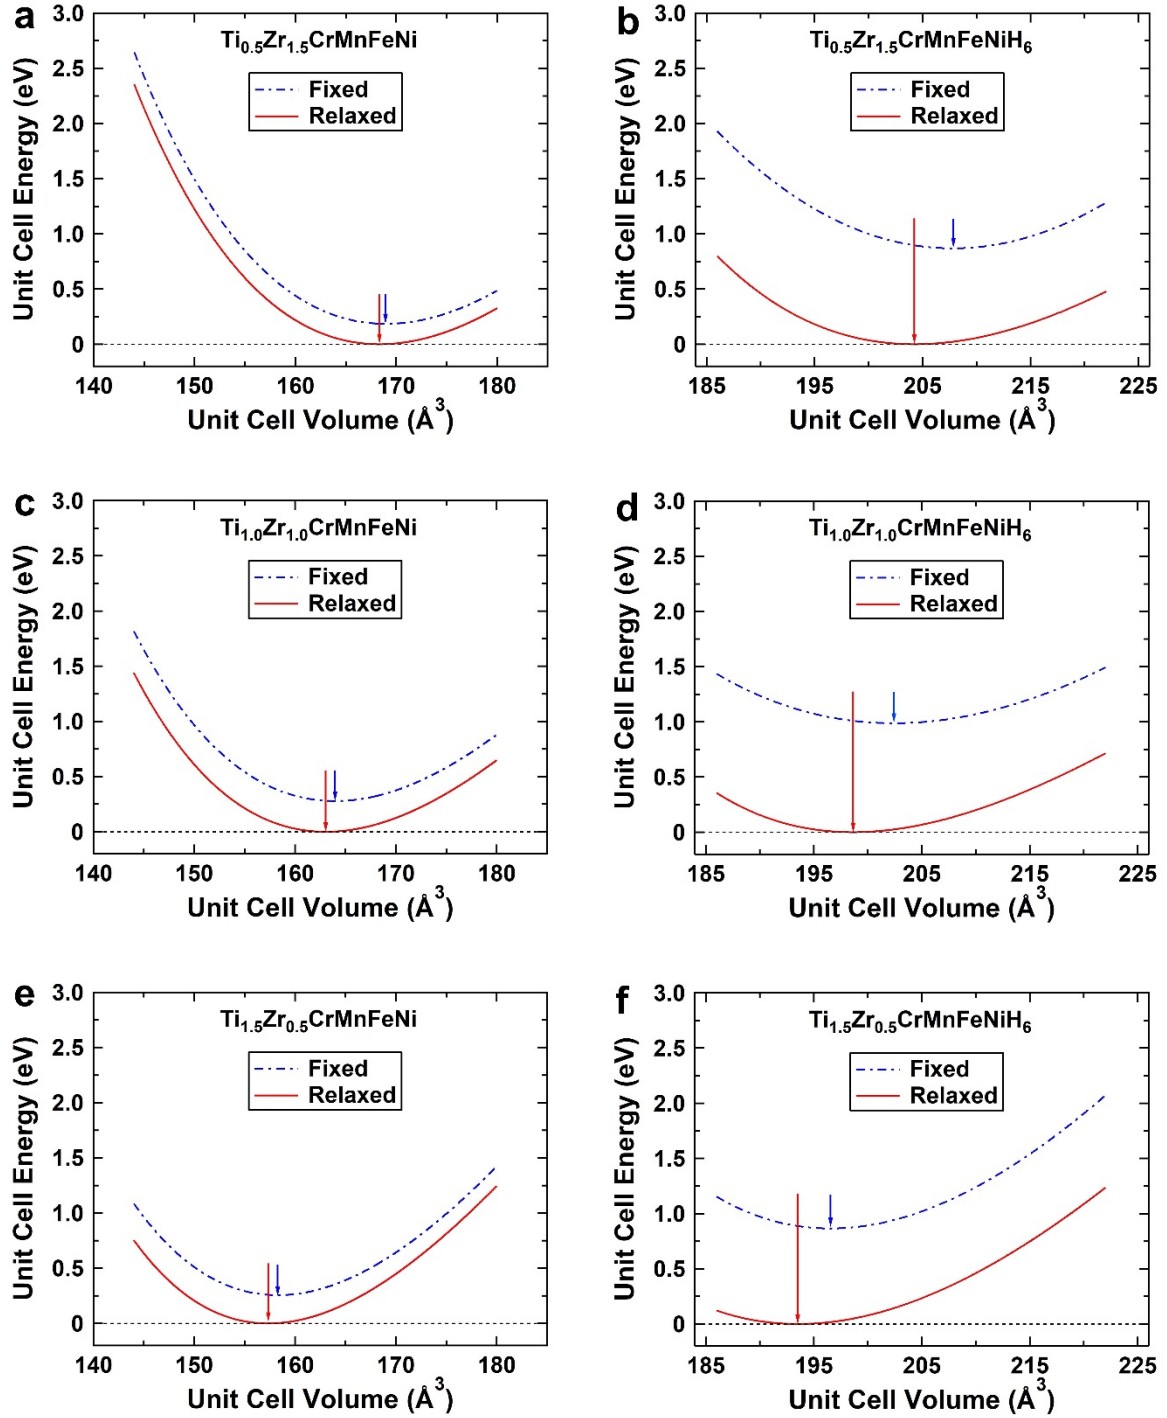 a
Ti0.5Zr1.5CrMnFeNi
Fixed
Relaxed
Unit Cell Energy (eV)
3.0
2.5
2.0
1.5
1.0
0.5
0
140 150 160 170 180
Unit Cell Volume (Å3)
b
Ti0.5Zr1.5CrMnFeNiH6
Fixed
Relaxed
Unit Cell Energy (eV)
3.0
2.5
2.0
1.5
1.0
0.5
0
185 195 205 215 225
Unit Cell Volume (Å3)
c
Ti1.0Zr1.0CrMnFeNi
Fixed
Relaxed
Unit Cell Energy (eV)
3.0
2.5
2.0
1.5
1.0
0.5
0
140 150 160 170 180
Unit Cell Volume (Å3)
d
Ti1.0Zr1.0CrMnFeNiH6
Fixed
Relaxed
Unit Cell Energy (eV)
3.0
2.5
2.0
1.5
1.0
0.5
0
185 195 205 215 225
Unit Cell Volume (Å3)
e
Ti1.5Zr0.5CrMnFeNi
Fixed
Relaxed
Unit Cell Energy (eV)
3.0
2.5
2.0
1.5
1.0
0.5
0
140 150 160 170 180
Unit Cell Volume (Å3)
f
Ti1.5Zr0.5CrMnFeNiH6
Fixed
Relaxed
Unit Cell Energy (eV)
3.0
2.5
2.0
1.5
1.0
0.5
0
185 195 205 215 225
Unit Cell Volume (Å3)